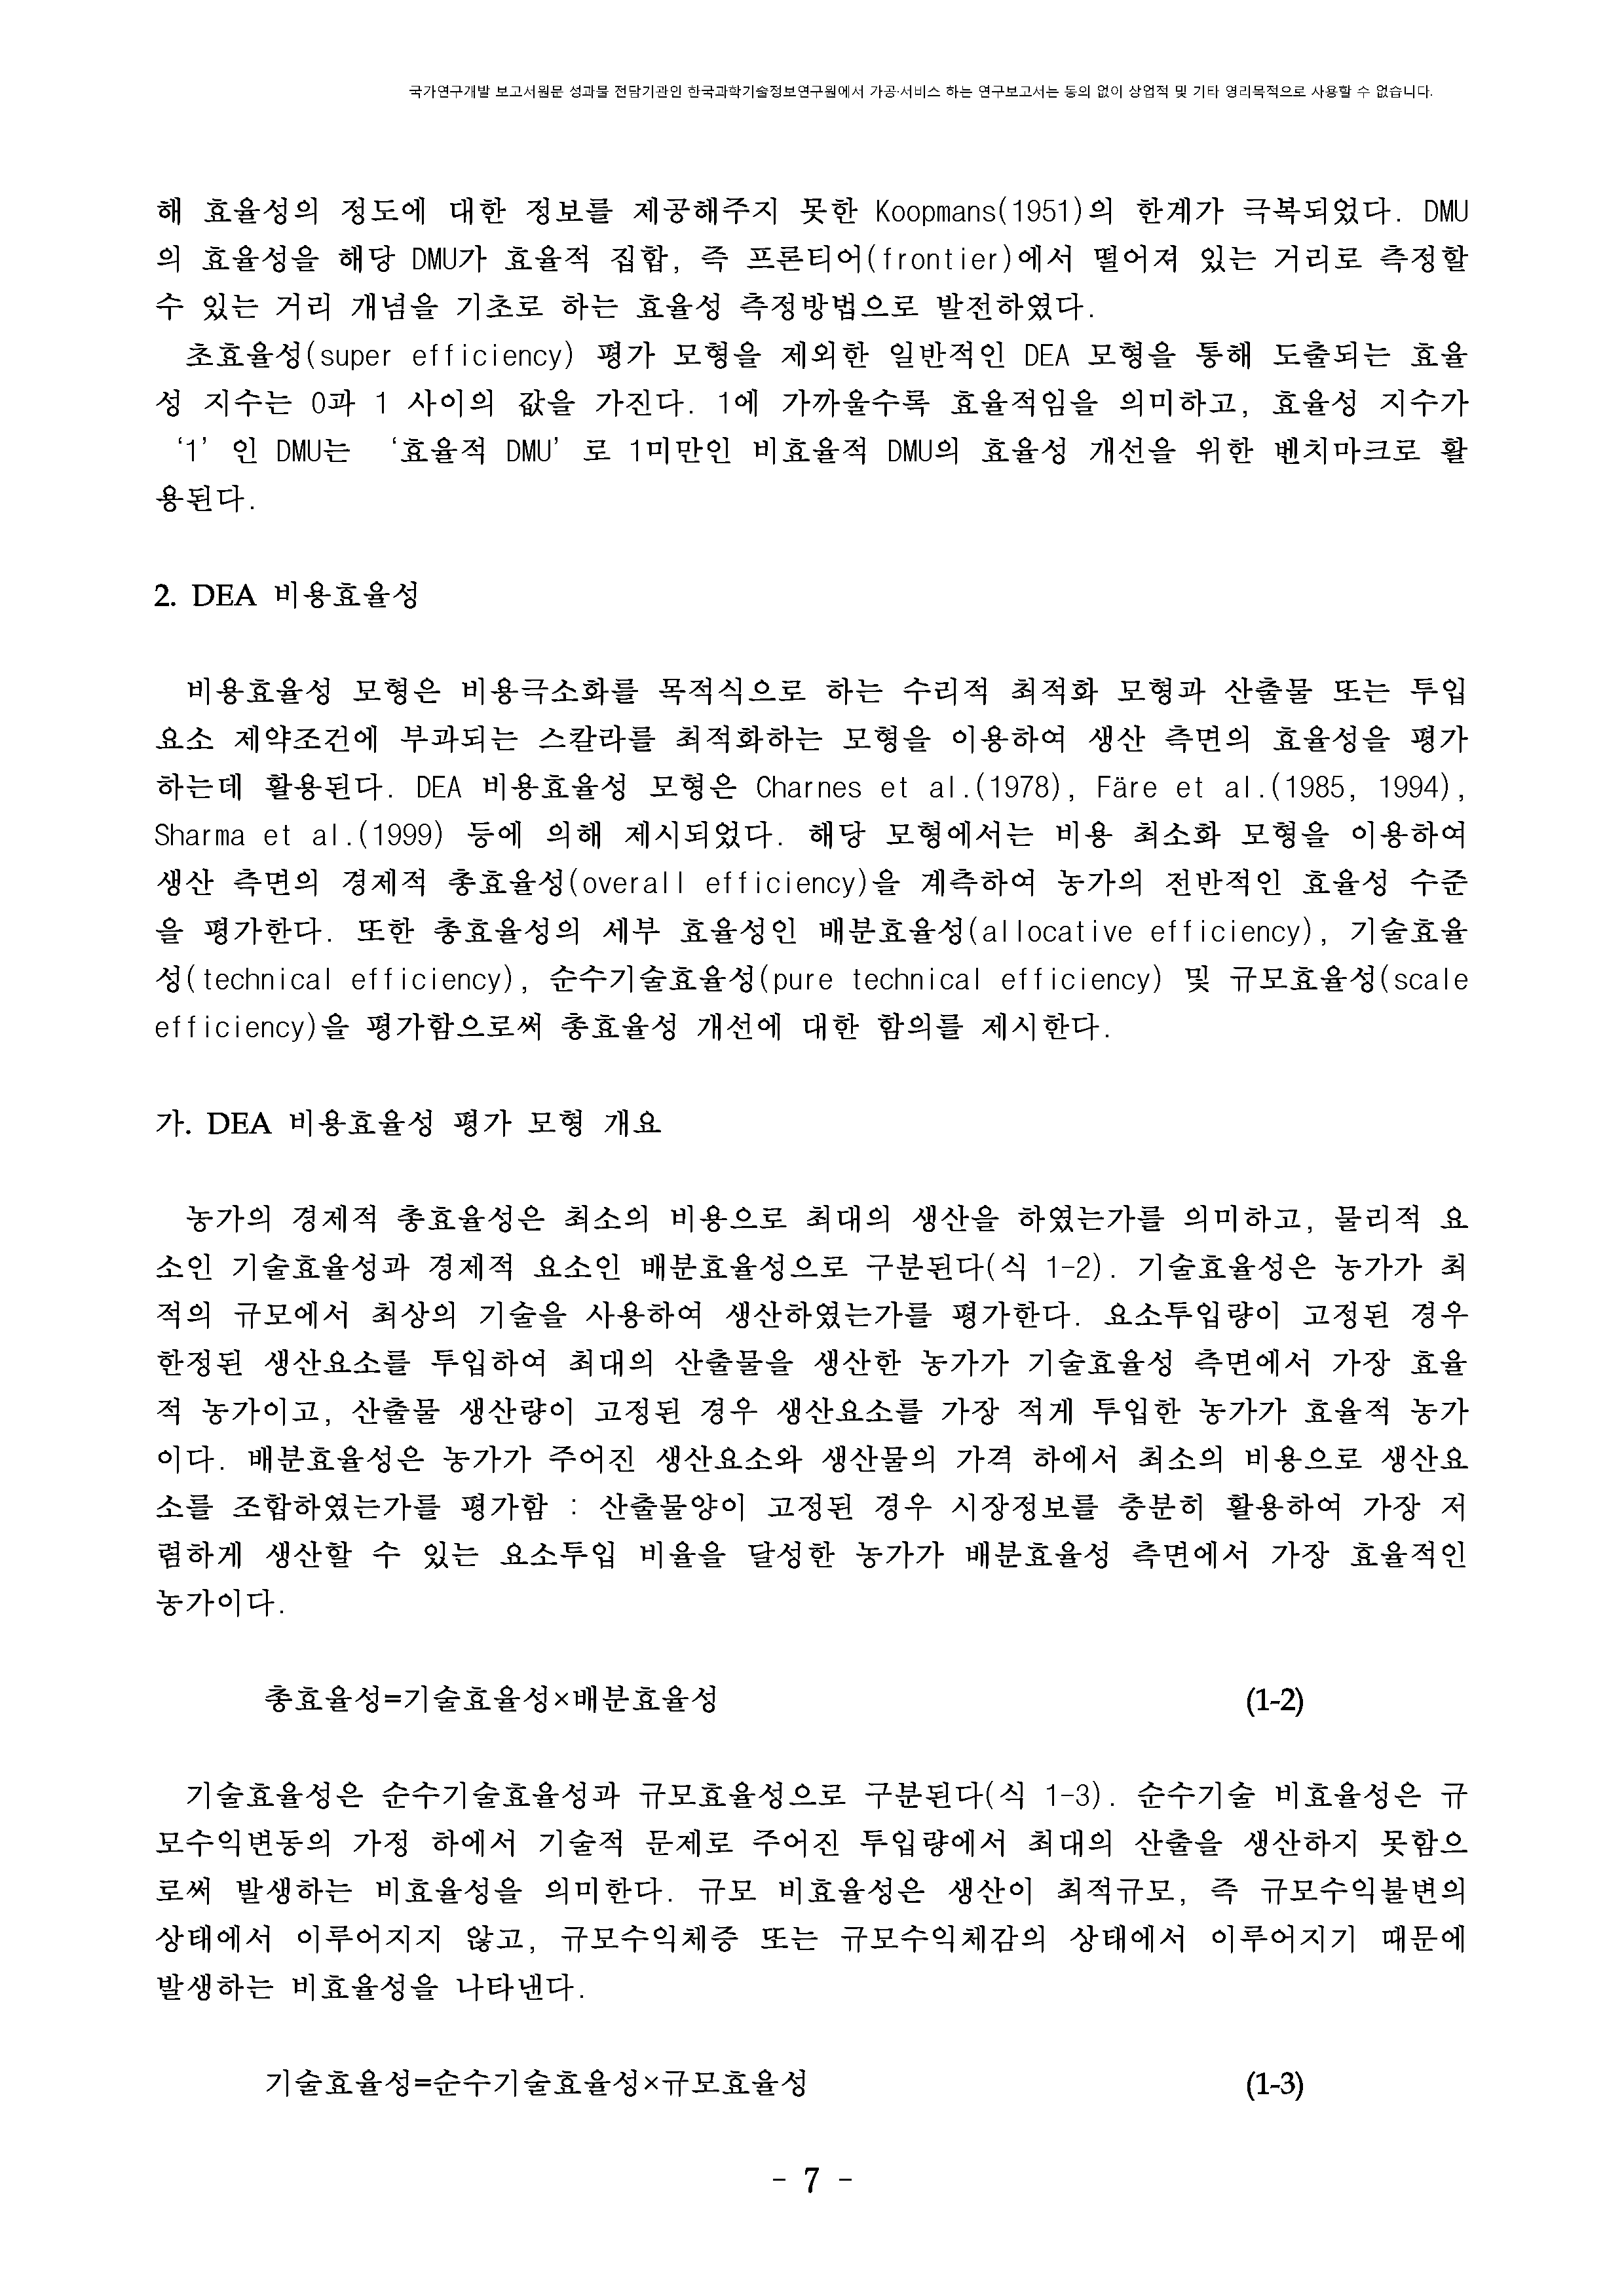 국가연구개발 보고서원문 성과물 전담기관인 한국과학기술정보연구원에서 가공·서비스 하는 연구보고서는 동의 없이 상업적 및 기타 영리목적으로 사용할 수 없습니다.
해 효율성의 정도에 대한 정보를 제공해주지 못한 Koopmans(1951)의 한계가 극복되었다. DMU
의 효율성을 해당 DMU가 효율적 집합, 즉 프론티어(frontier)에서 떨어져 있는 거리로 측정할
수 있는 거리 개념을 기초로 하는 효율성 측정방법으로 발전하였다.
초효율성(super efficiency) 평가 모형을 제외한 일반적인 DEA 모형을 통해 도출되는 효율
성 지수는 0과 1 사이의 값을 가진다. 1에 가까울수록 효율적임을 의미하고, 효율성 지수가
‘1’인 DMU는 ‘효율적 DMU’로 1미만인 비효율적 DMU의 효율성 개선을 위한 벤치마크로 활
용된다.
2. DEA 비용효율성
비용효율성 모형은 비용극소화를 목적식으로 하는 수리적 최적화 모형과 산출물 또는 투입
요소 제약조건에 부과되는 스칼라를 최적화하는 모형을 이용하여 생산 측면의 효율성을 평가
하는데 활용된다. DEA 비용효율성 모형은 Charnes et al.(1978), Färe et al.(1985, 1994),
Sharma et al.(1999) 등에 의해 제시되었다. 해당 모형에서는 비용 최소화 모형을 이용하여
생산 측면의 경제적 총효율성(overall efficiency)을 계측하여 농가의 전반적인 효율성 수준
을 평가한다. 또한 총효율성의 세부 효율성인 배분효율성(allocative efficiency), 기술효율
성(technical efficiency), 순수기술효율성(pure technical efficiency) 및 규모효율성(scale
efficiency)을 평가함으로써 총효율성 개선에 대한 함의를 제시한다.
가. DEA 비용효율성 평가 모형 개요
농가의 경제적 총효율성은 최소의 비용으로 최대의 생산을 하였는가를 의미하고, 물리적 요
소인 기술효율성과 경제적 요소인 배분효율성으로 구분된다(식 1-2). 기술효율성은 농가가 최
적의 규모에서 최상의 기술을 사용하여 생산하였는가를 평가한다. 요소투입량이 고정된 경우
한정된 생산요소를 투입하여 최대의 산출물을 생산한 농가가 기술효율성 측면에서 가장 효율
적 농가이고, 산출물 생산량이 고정된 경우 생산요소를 가장 적게 투입한 농가가 효율적 농가
이다. 배분효율성은 농가가 주어진 생산요소와 생산물의 가격 하에서 최소의 비용으로 생산요
소를 조합하였는가를 평가함 : 산출물양이 고정된 경우 시장정보를 충분히 활용하여 가장 저
렴하게 생산할 수 있는 요소투입 비율을 달성한 농가가 배분효율성 측면에서 가장 효율적인
농가이다.
총효율성=기술효율성×배분효율성 (1-2)
기술효율성은 순수기술효율성과 규모효율성으로 구분된다(식 1-3). 순수기술 비효율성은 규
모수익변동의 가정 하에서 기술적 문제로 주어진 투입량에서 최대의 산출을 생산하지 못함으
로써 발생하는 비효율성을 의미한다. 규모 비효율성은 생산이 최적규모, 즉 규모수익불변의
상태에서 이루어지지 않고, 규모수익체증 또는 규모수익체감의 상태에서 이루어지기 때문에
발생하는 비효율성을 나타낸다.
기술효율성=순수기술효율성×규모효율성 (1-3)
- 7 -